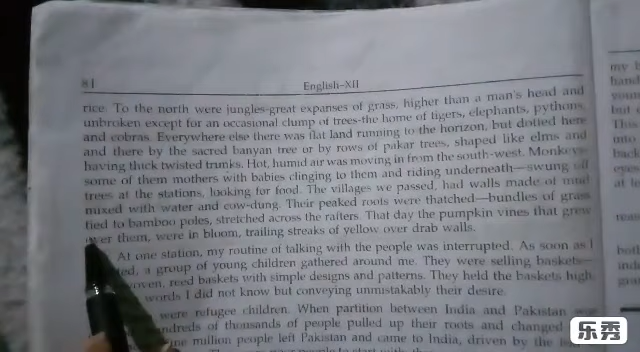 81
English-XII
rice. To the north were jungles-great expanses of grass, higher than a man's head and
unbroken except for an occasional clump of trees-the home of tigers, elephants, pythons,
and cobras. Everywhere else there was flat land running to the horizon, but dotted here
and there by the sacred banyan tree or by rows of pakar trees, shaped like elms and
having thick twisted trunks. Hot, humid air was moving in from the south-west. Monkeys-
some of them mothers with babies clinging to them and riding underneath—swung off
trees at the stations, looking for food. The villages we passed, had walls made of mud
mixed with water and cow-dung. Their peaked roofs were thatched—bundles of grass
tied to bamboo poles, stretched across the rafters. That day the pumpkin vines that grew
over them, were in bloom, trailing streaks of yellow over drab walls.
At one station, my routine of talking with the people was interrupted. As soon as I
a group of young children gathered around me. They were selling baskets—
reed baskets with simple designs and patterns. They held the baskets high,
words I did not know but conveying unmistakably their desire.
were refugee children. When partition between India and Pakistan
of thousands of people pulled up their roots and changed
million people left Pakistan and came to India, driven by the
my
but
This
into
back
eyes
at
both
乐秀